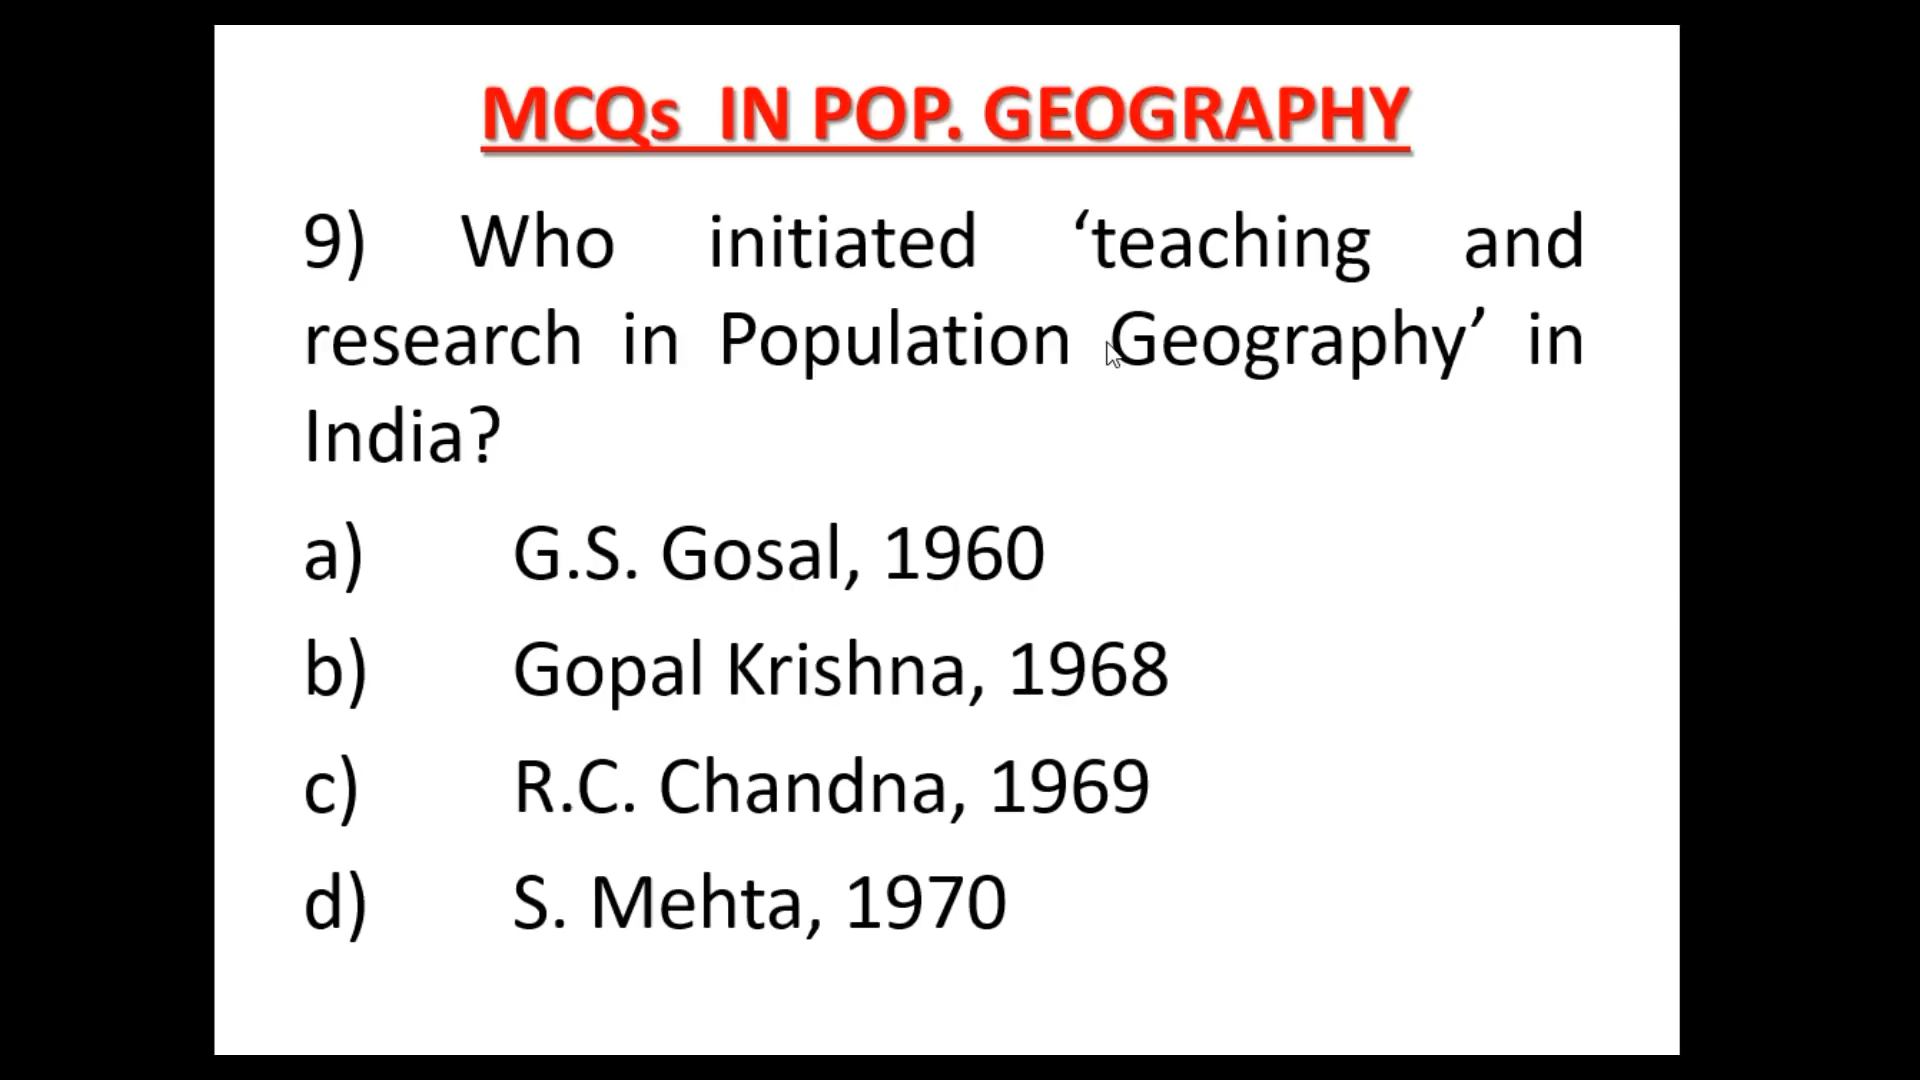 MCQs IN POP. GEOGRAPHY
9) Who initiated ‘teaching and
research in Population Geography’ in
India?
a) G.S. Gosal, 1960
b) Gopal Krishna, 1968
c) R.C. Chandna, 1969
d) S. Mehta, 1970